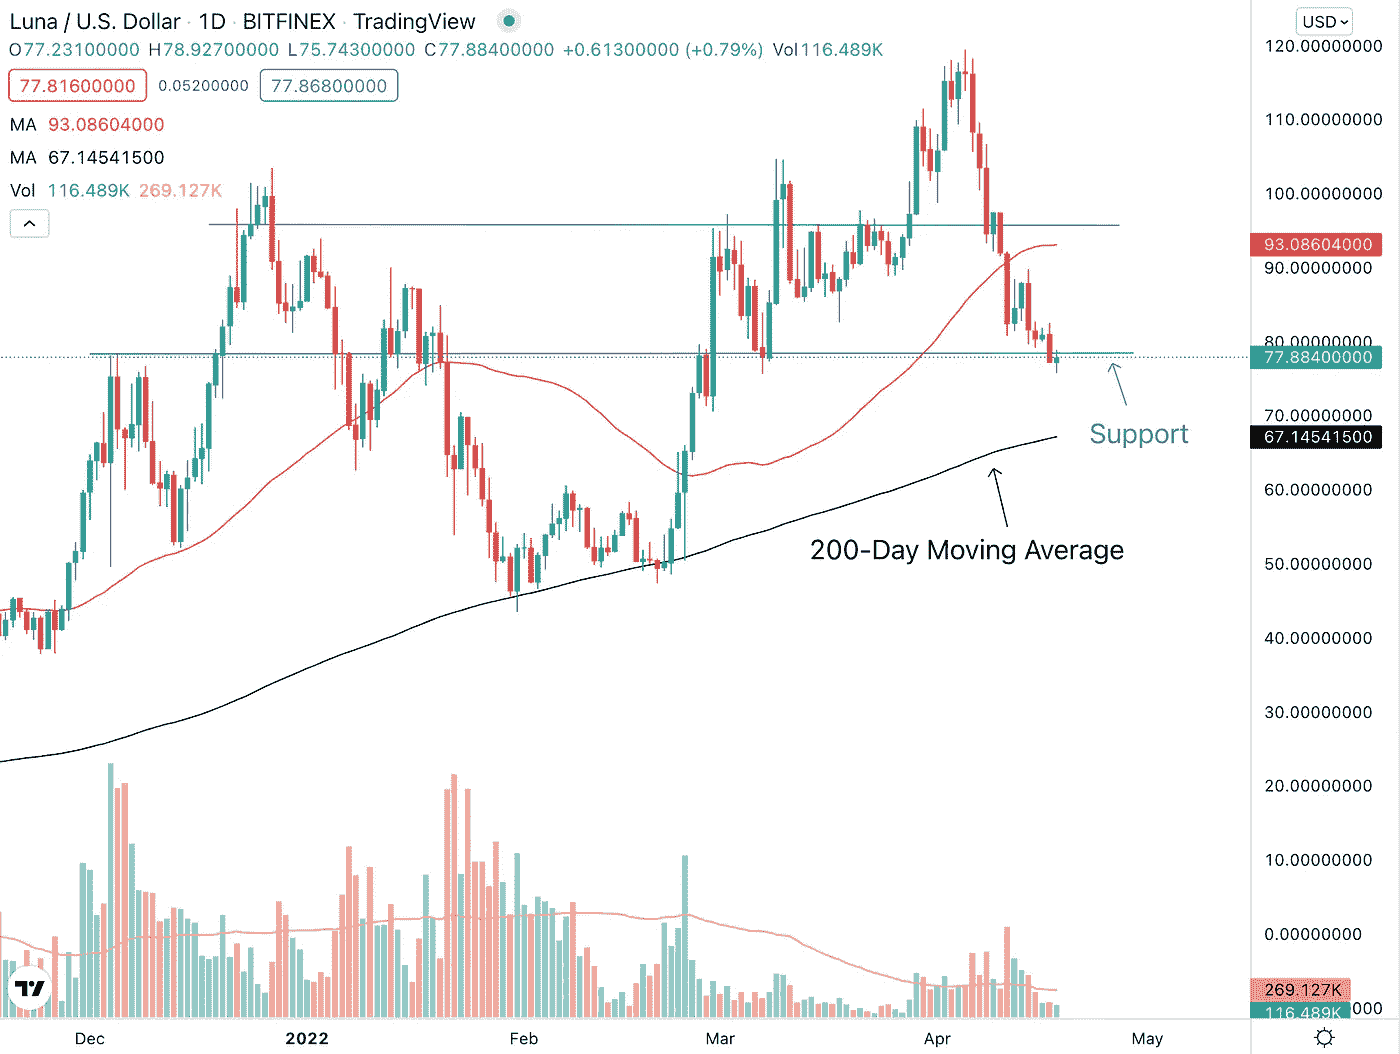 Luna / U.S. Dollar · 1D · BITFINEX · TradingView
O77.23100000 H78.92700000 L75.74300000 C77.88400000 +0.61300000 (+0.79%) Vol116.489K
77.81600000 0.05200000 77.86800000
MA 93.08604000
MA 67.14541500
Vol 116.489K 269.127K
USD
120.00000000
110.00000000
100.00000000
93.08604000
90.00000000
80.00000000
77.88400000
70.00000000
67.14541500
60.00000000
50.00000000
40.00000000
30.00000000
20.00000000
10.00000000
0.00000000
269.127K
116.489K
Support
200-Day Moving Average
Dec 2022 Feb Mar Apr May